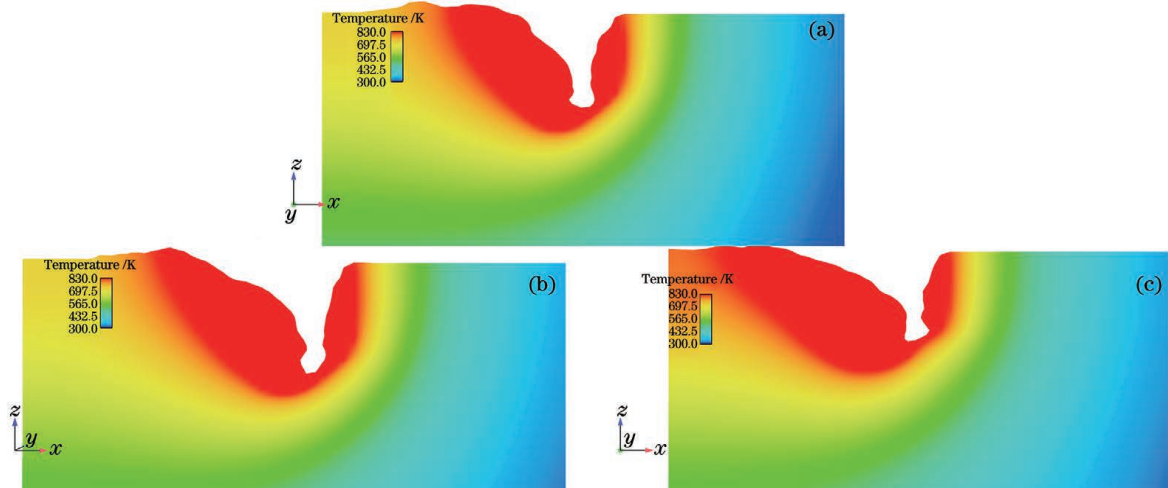 Temperature /K
830.0
697.5
565.0
432.5
300.0
(a)
z
y
x
Temperature /K
830.0
697.5
565.0
432.5
300.0
(b)
z
y
x
Temperature /K
830.0
697.5
565.0
432.5
300.0
(c)
z
y
x